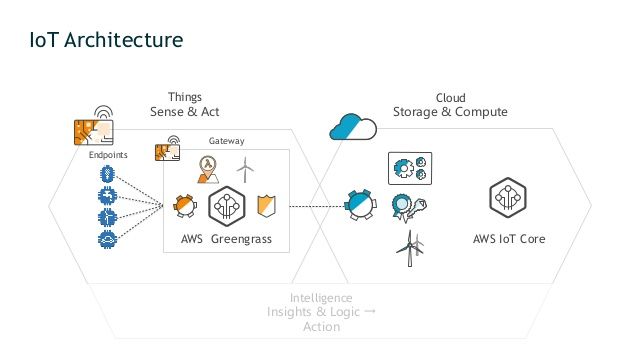 IoT Architecture
Things
Sense & Act
Cloud
Storage & Compute
Endpoints
Gateway
λ
AWS Greengrass
AWS IoT Core
Intelligence
Insights & Logic →
Action